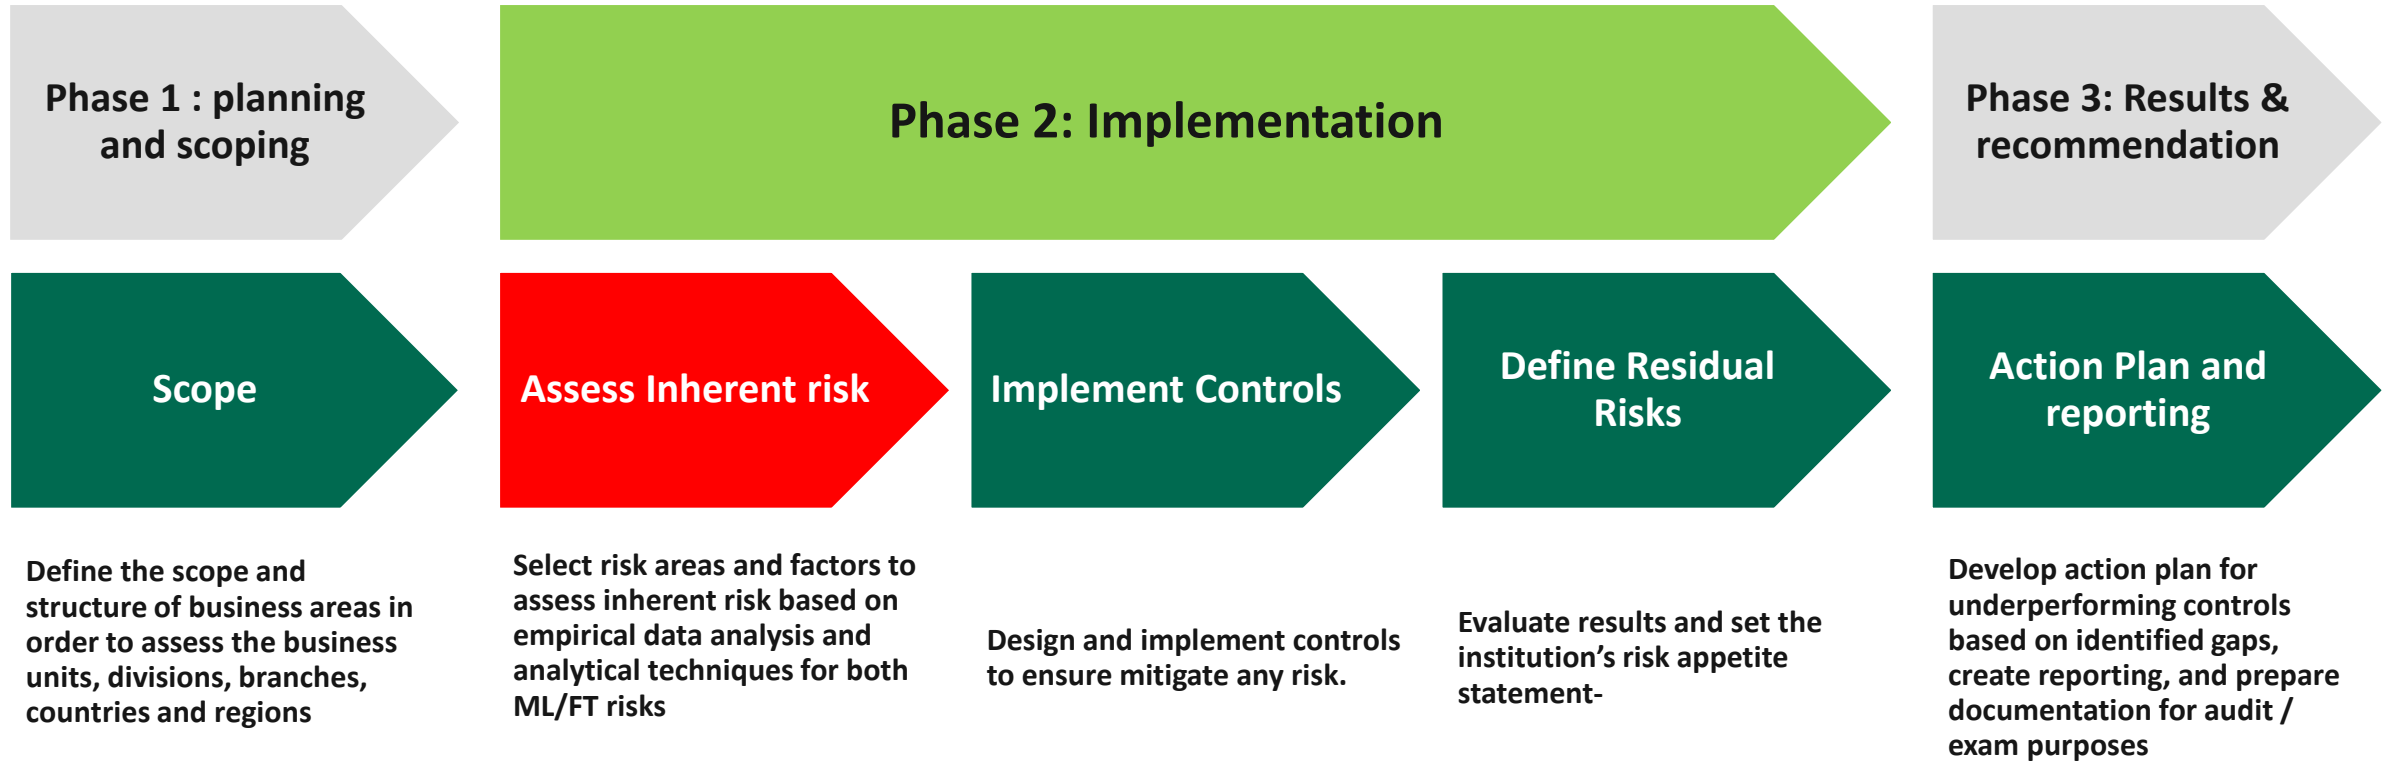 Phase 1 : planning
and scoping
Phase 2: Implementation
Phase 3: Results &
recommendation
Scope
Assess Inherent risk
Implement Controls
Define Residual
Risks
Action Plan and
reporting
Define the scope and
structure of business areas in
order to assess the business
units, divisions, branches,
countries and regions
Select risk areas and factors to
assess inherent risk based on
empirical data analysis and
analytical techniques for both
ML/FT risks
Design and implement controls
to ensure mitigate any risk.
Evaluate results and set the
institution’s risk appetite
statement-
Develop action plan for
underperforming controls
based on identified gaps,
create reporting, and prepare
documentation for audit /
exam purposes